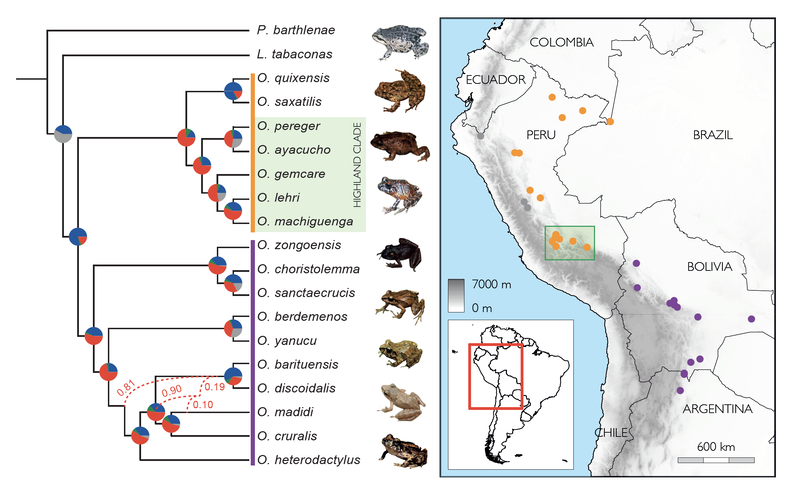 P. barthlenae
L. tabaconas
O. quixensis
O. saxatilis
O. pereger
O. ayacucho
O. gemcare
O. lehri
O. machiguenga
HIGHLAND CLADE
O. zongoensis
O. choristolemma
O. sanctaecrucis
O. berdemenos
O. yanucu
O. barituensis
O. discoidalis
O. madidi
O. cruralis
O. heterodactylus
0.81
0.90
0.19
0.10
COLOMBIA
ECUADOR
PERU
BRAZIL
BOLIVIA
7000 m
0 m
ARGENTINA
CHILE
600 km